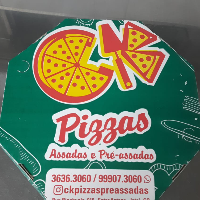 CK
Pizzas
Assadas e Pré-assadas
3636.3060 / 99907.3060
@ckpizzaspreassadas